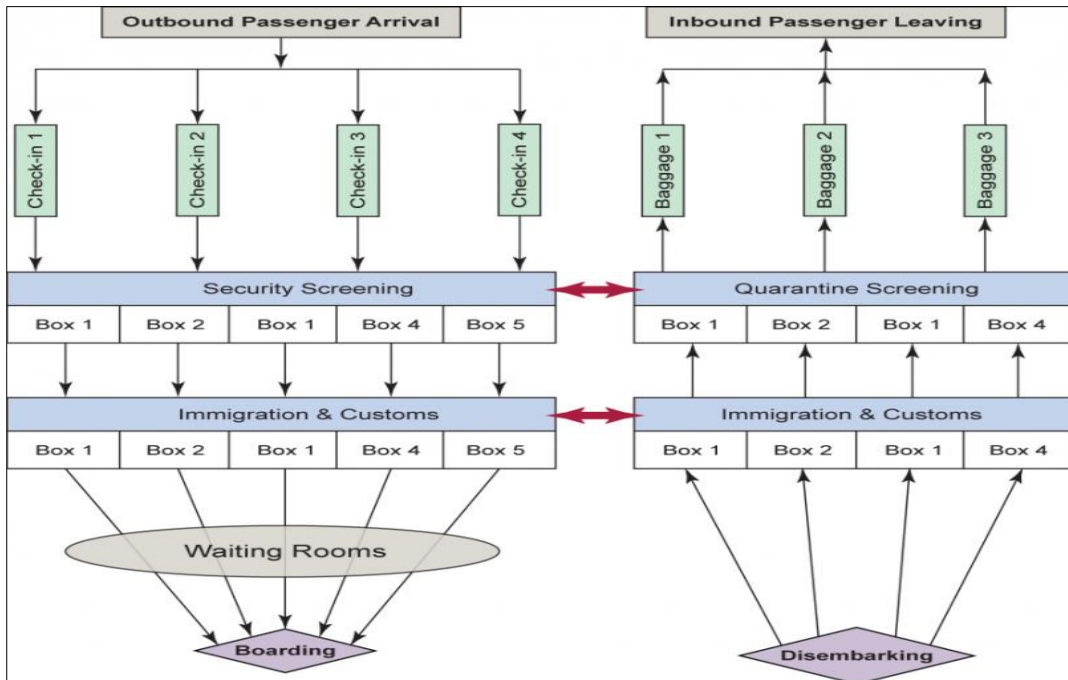 Outbound Passenger Arrival
Inbound Passenger Leaving
Check-in 1
Check-in 2
Check-in 3
Check-in 4
Baggage 1
Baggage 2
Baggage 3
Security Screening
Quarantine Screening
Box 1 Box 2 Box 1 Box 4 Box 5
Box 1 Box 2 Box 1 Box 4
Immigration & Customs
Immigration & Customs
Box 1 Box 2 Box 1 Box 4 Box 5
Box 1 Box 2 Box 1 Box 4
Waiting Rooms
Boarding
Disembarking